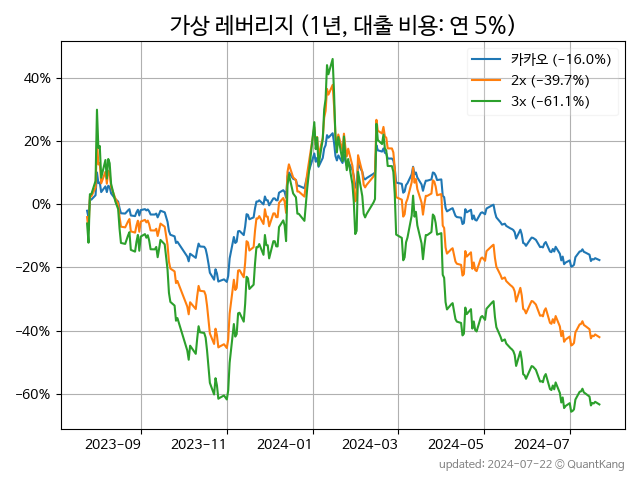 가상 레버리지 (1년, 대출 비용: 연 5%)
카카오 (−16.0%)
2x (−39.7%)
3x (−61.1%)
40%
20%
0%
−20%
−40%
−60%
2023-09 2023-11 2024-01 2024-03 2024-05 2024-07
updated: 2024-07-22 © QuantKang